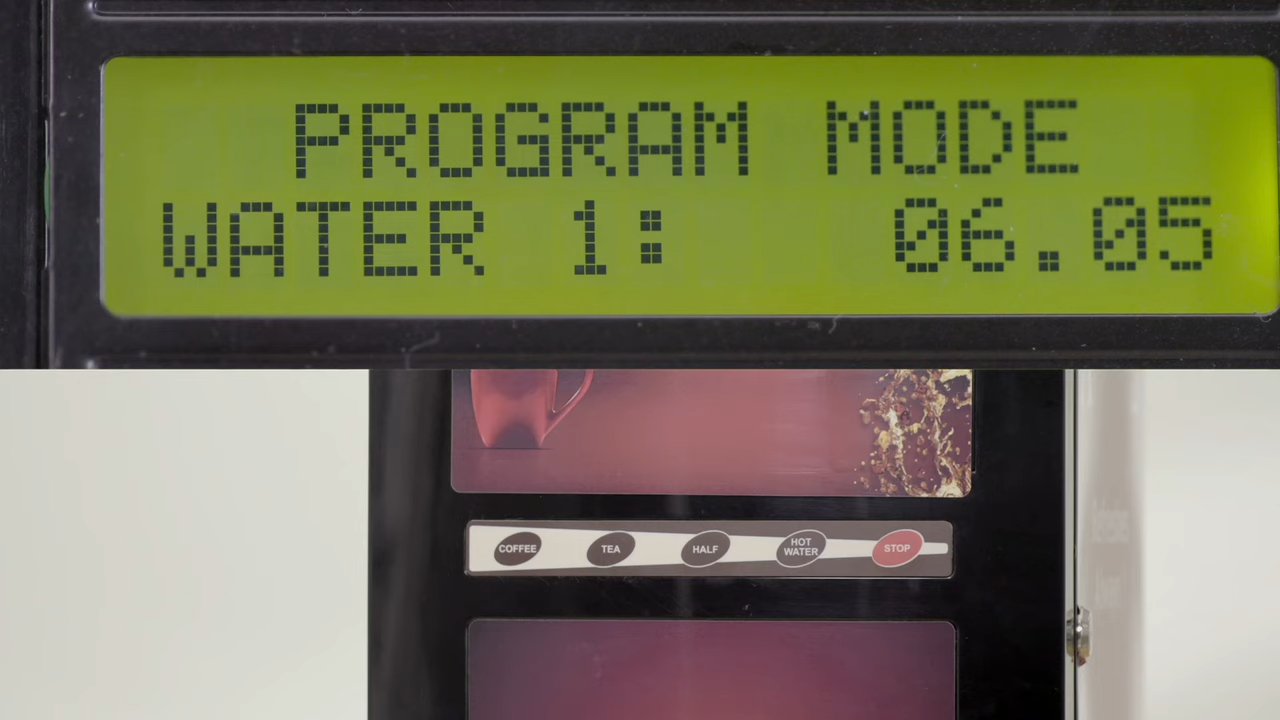 PROGRAM MODE
WATER 1: 06.05
COFFEE
TEA
HALF
HOT
WATER
STOP